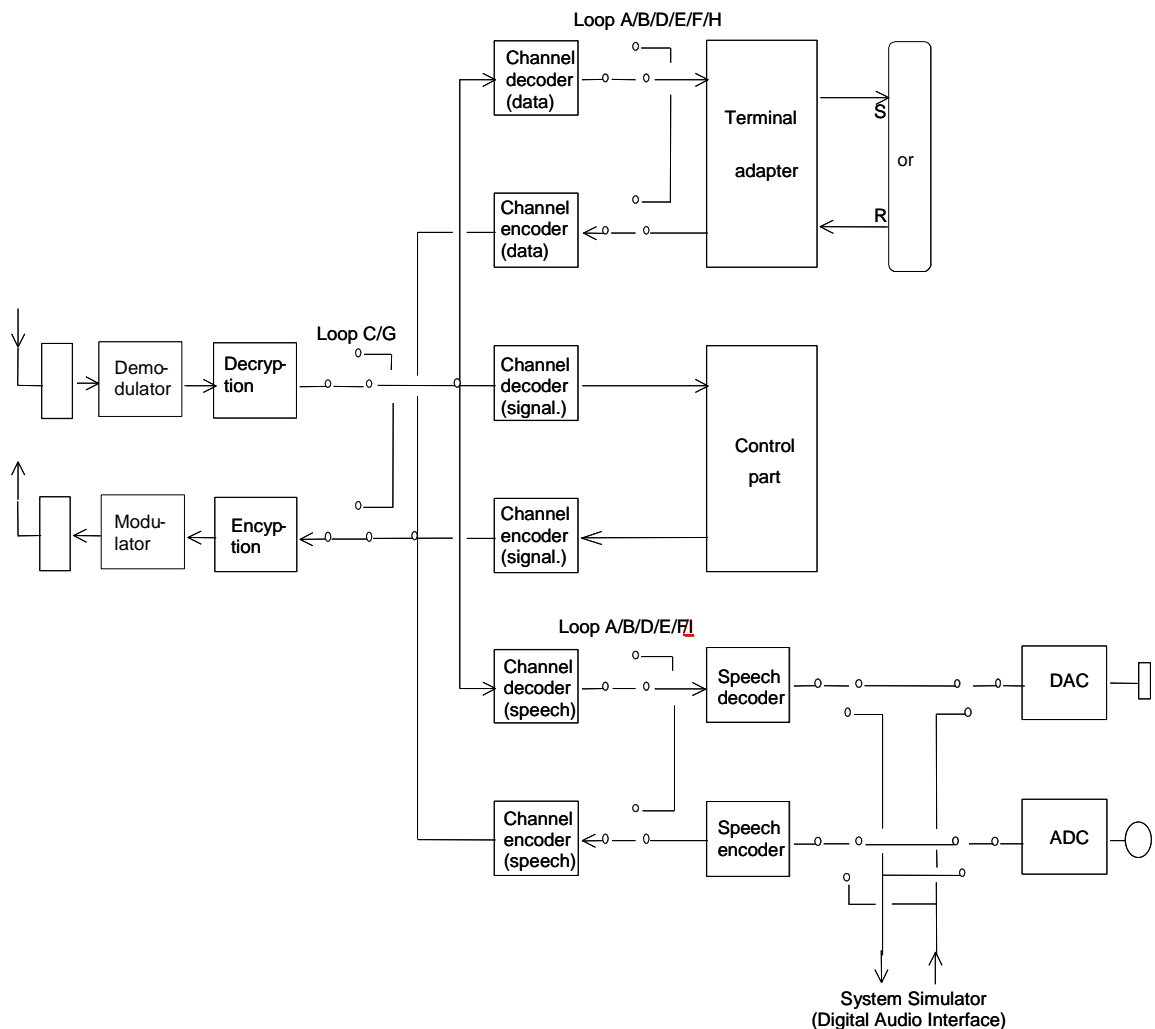 Loop A/B/D/E/F/H
Channel
decoder
(data)
Terminal
adapter
S
or
R
Channel
encoder
(data)
Loop C/G
Demo-
dulator
Decryp-
tion
Channel
decoder
(signal.)
Control
part
Modu-
lator
Encyp-
tion
Channel
encoder
(signal.)
Loop A/B/D/E/F/I
Channel
decoder
(speech)
Speech
decoder
DAC
Channel
encoder
(speech)
Speech
encoder
ADC
System Simulator
(Digital Audio Interface)